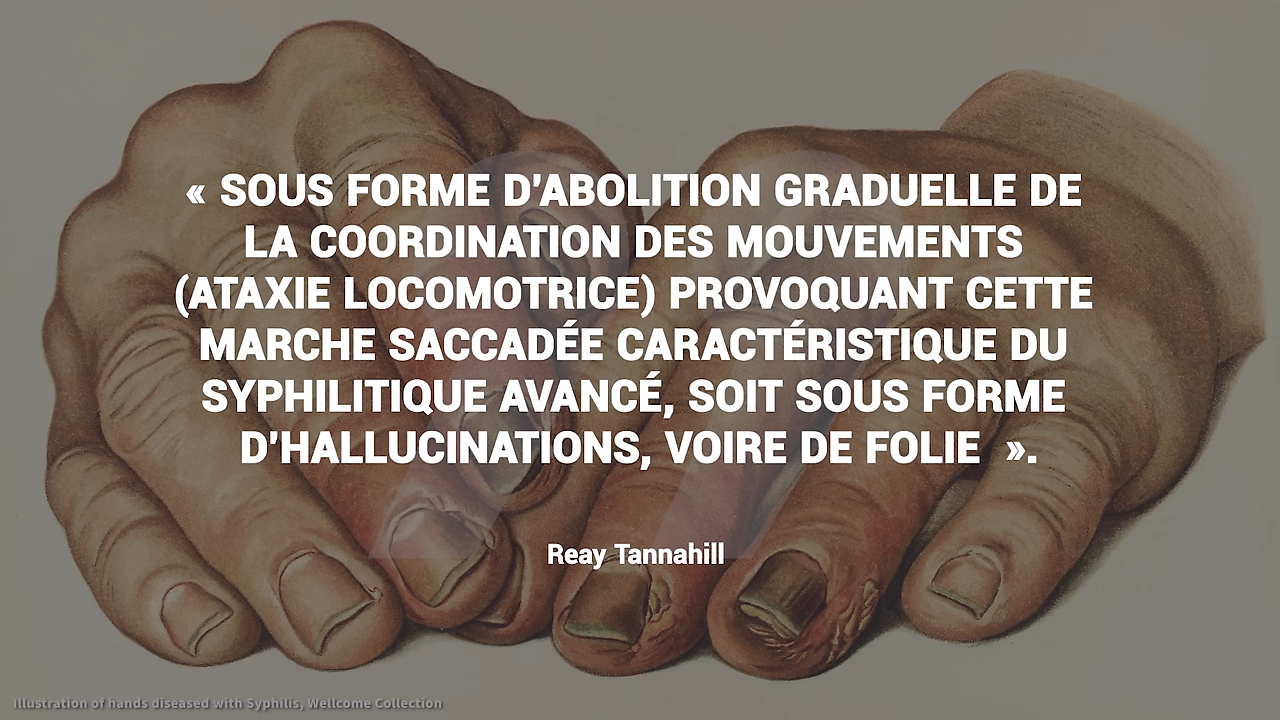 « SOUS FORME D'ABOLITION GRADUELLE DE
LA COORDINATION DES MOUVEMENTS
(ATAXIE LOCOMOTRICE) PROVOQUANT CETTE
MARCHE SACCADÉE CARACTÉRISTIQUE DU
SYPHILITIQUE AVANCÉ, SOIT SOUS FORME
D'HALLUCINATIONS, VOIRE DE FOLIE  ».
Reay Tannahill
Illustration of hands diseased with Syphilis, Wellcome Collection